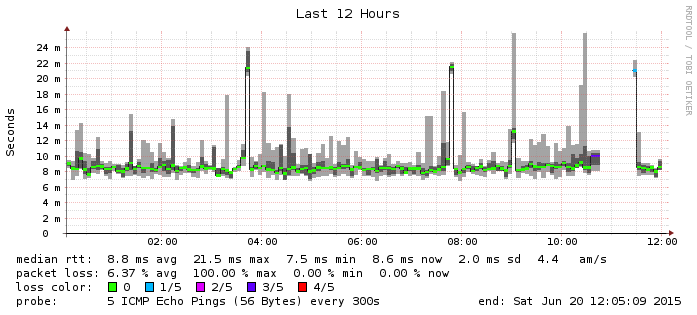 Last 12 Hours
RRDTOOL / TOBI OETIKER
Seconds
24 m
22 m
20 m
18 m
16 m
14 m
12 m
10 m
8 m
6 m
4 m
2 m
0
02:00 04:00 06:00 08:00 10:00 12:00
median rtt: 8.8 ms avg 21.5 ms max 7.5 ms min 8.6 ms now 2.0 ms sd 4.4 am/s
packet loss: 6.37 % avg 100.00 % max 0.00 % min 0.00 % now
loss color: 0 1/5 2/5 3/5 4/5
probe: 5 ICMP Echo Pings (56 Bytes) every 300s end: Sat Jun 20 12:05:09 2015